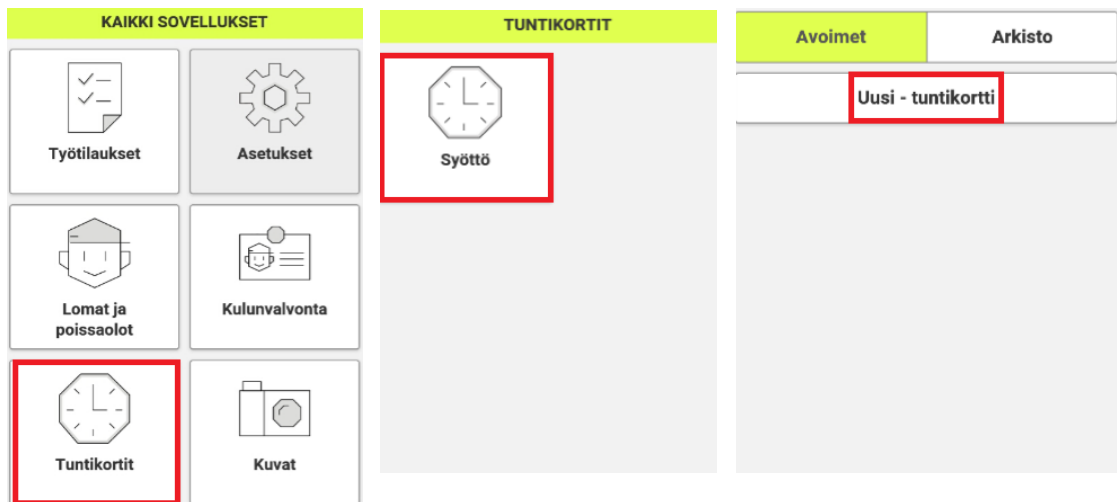 KAIKKI SOVELLUKSET
Työtilaukset
Asetukset
Lomat ja
poissaolot
Kulunvalvonta
Tuntikortit
Kuvat
TUNTIKORTIT
Syöttö
Avoimet
Arkisto
Uusi - tuntikortti